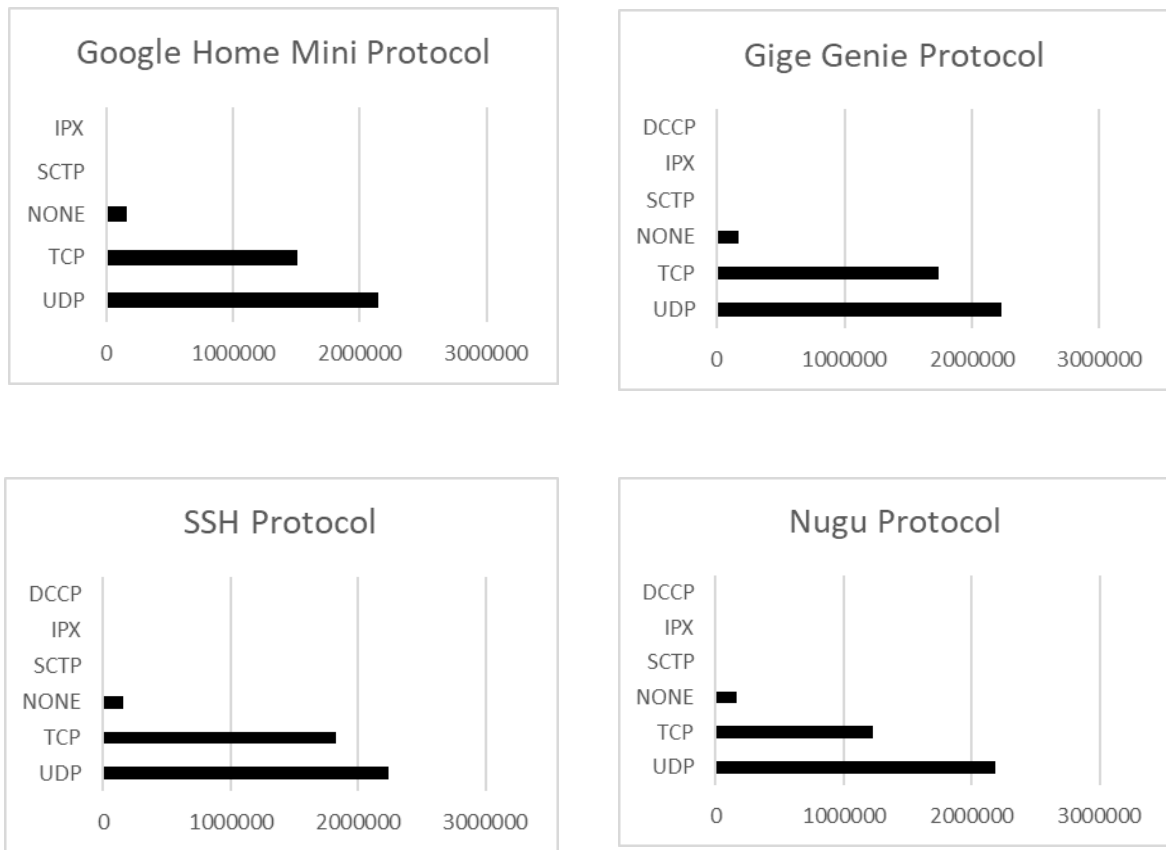 Google Home Mini Protocol
IPX
SCTP
NONE
TCP
UDP
0 1000000 2000000 3000000
Gige Genie Protocol
DCCP
IPX
SCTP
NONE
TCP
UDP
0 1000000 2000000 3000000
SSH Protocol
DCCP
IPX
SCTP
NONE
TCP
UDP
0 1000000 2000000 3000000
Nugu Protocol
DCCP
IPX
SCTP
NONE
TCP
UDP
0 1000000 2000000 3000000